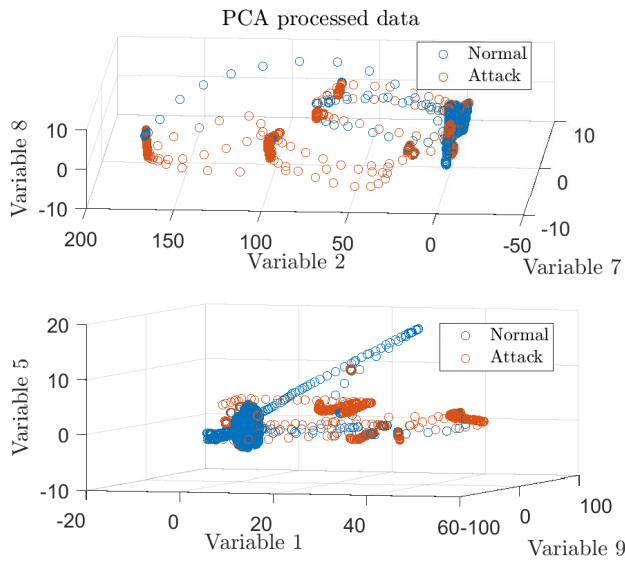 PCA processed data
Normal
Attack
Variable 8
10
0
-10
200
150
100
50
0
-50
Variable 2
10
0
-10
Variable 7
Normal
Attack
Variable 5
20
10
0
-10
-20
0
20
40
60
Variable 1
-100
0
100
Variable 9